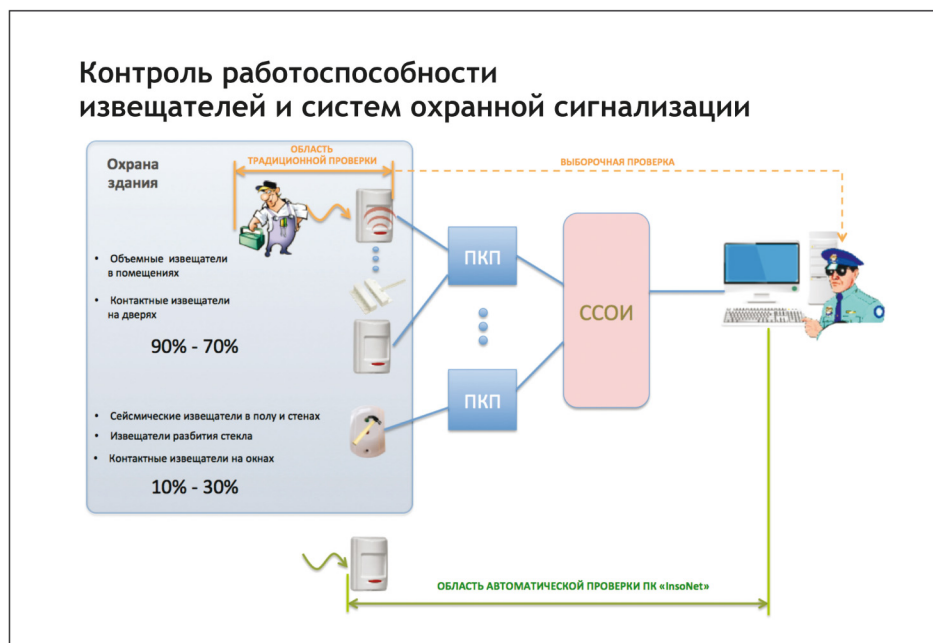 Контроль работоспособности
извещателей и систем охранной сигнализации
Охрана
здания
ОБЛАСТЬ
ТРАДИЦИОННОЙ ПРОВЕРКИ
ВЫБОРОЧНАЯ ПРОВЕРКА
• Объемные извещатели
в помещениях
• Контактные извещатели
на дверях
90% - 70%
ПКП
ССОИ
ПКП
• Сейсмические извещатели в полу и стенах
• Извещатели разбития стекла
• Контактные извещатели на окнах
10% - 30%
ОБЛАСТЬ АВТОМАТИЧЕСКОЙ ПРОВЕРКИ ПК «InsoNet»